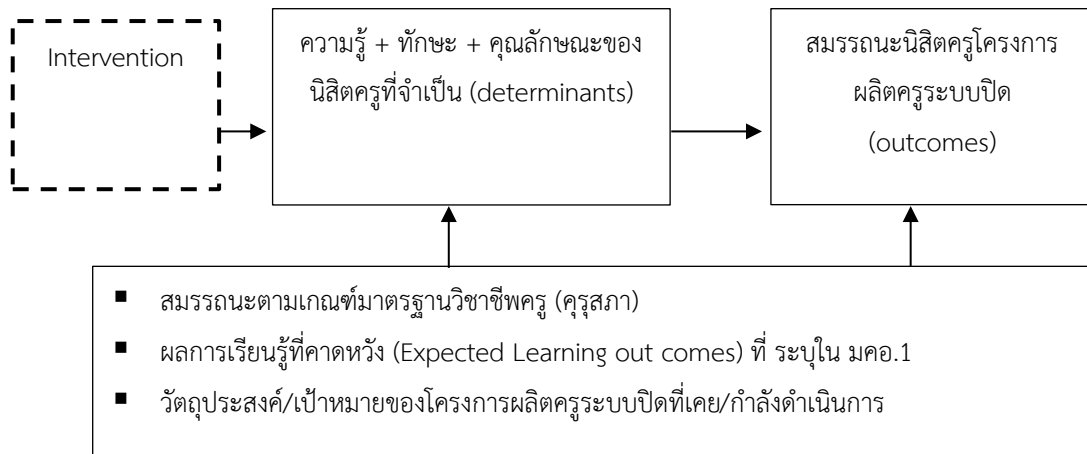 Intervention
ความรู้ + ทักษะ + คุณลักษณะของ
นิสิตครูที่จำเป็น (determinants)
สมรรถนะนิสิตครูโครงการ
ผลิตครูระบบปิด
(outcomes)
▪ สมรรถนะตามเกณฑ์มาตรฐานวิชาชีพครู (คุรุสภา)
▪ ผลการเรียนรู้ที่คาดหวัง (Expected Learning out comes) ที่ ระบุใน มคอ.1
▪ วัตถุประสงค์/เป้าหมายของโครงการผลิตครูระบบปิดที่เคย/กำลังดำเนินการ